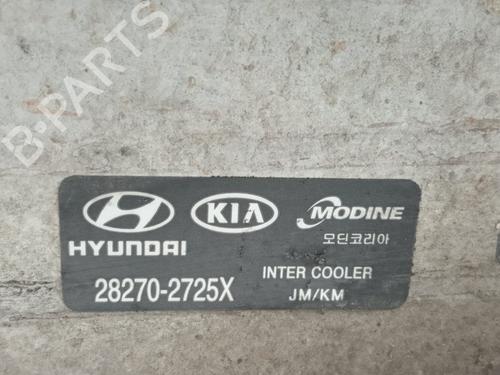 B-PARTS
HYUNDAI
KIA
MODINE
모딘코리아
28270-2725X
INTER COOLER
JM/KM